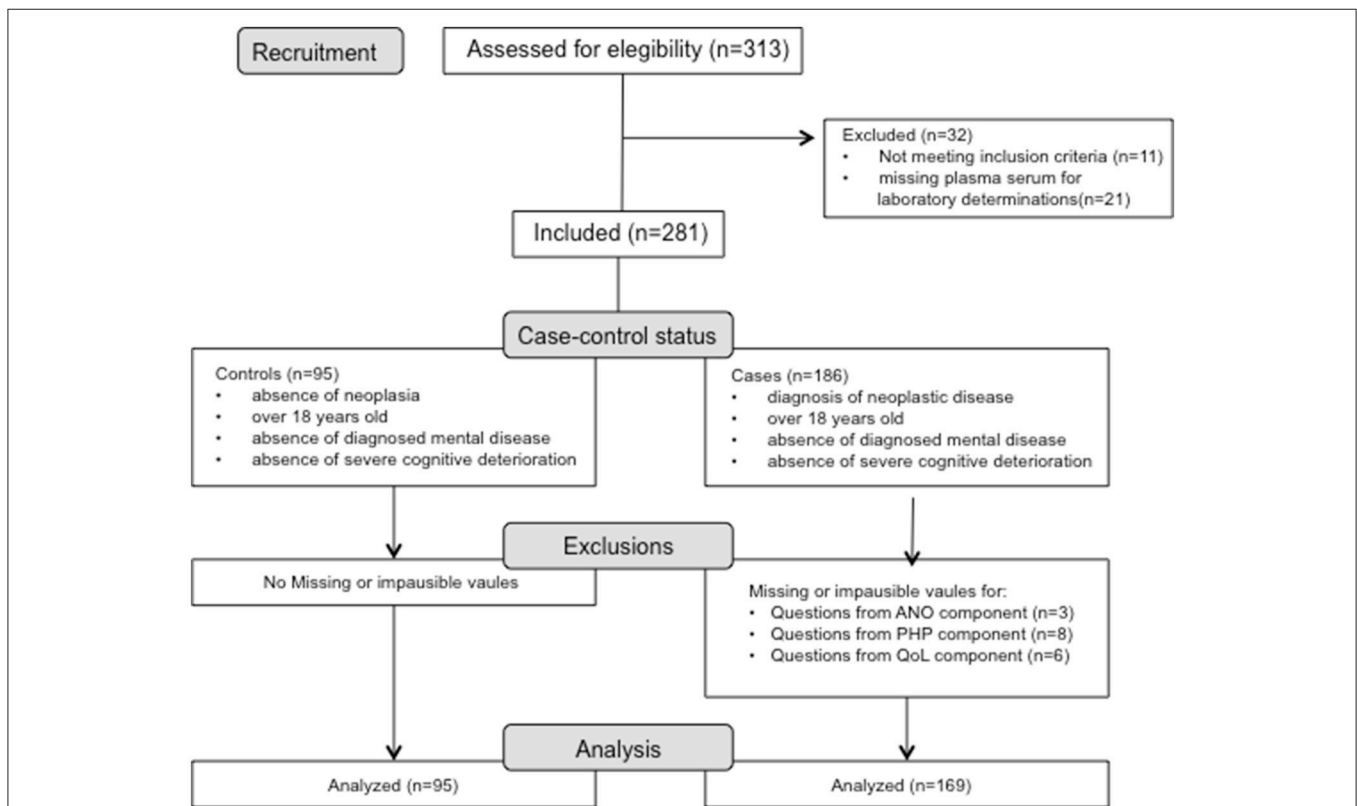 Recruitment
Assessed for elegibility (n=313)
Excluded (n=32)
• Not meeting inclusion criteria (n=11)
• missing plasma serum for
laboratory determinations(n=21)
Included (n=281)
Case-control status
Controls (n=95)
• absence of neoplasia
• over 18 years old
• absence of diagnosed mental disease
• absence of severe cognitive deterioration
Cases (n=186)
• diagnosis of neoplastic disease
• over 18 years old
• absence of diagnosed mental disease
• absence of severe cognitive deterioration
Exclusions
No Missing or impausible vaules
Missing or impausible vaules for:
• Questions from ANO component (n=3)
• Questions from PHP component (n=8)
• Questions from QoL component (n=6)
Analysis
Analyzed (n=95)
Analyzed (n=169)